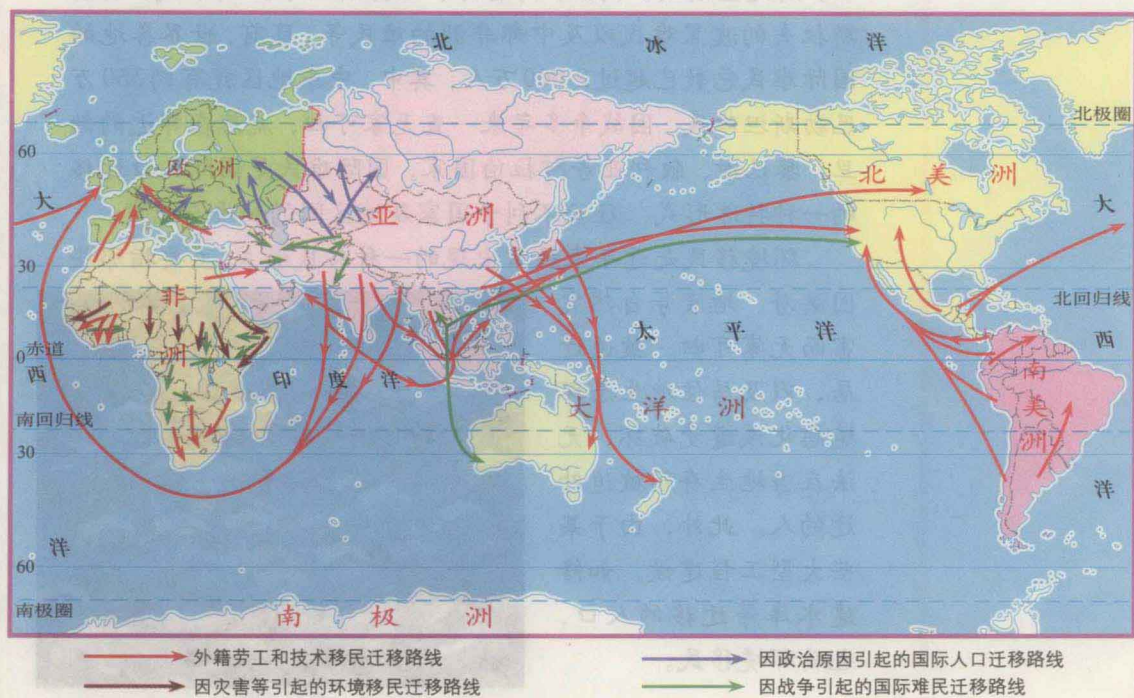 北 冰 洋
北极圈
60
欧 洲
北 美 洲
大
亚 洲
大
30
非
北回归线
太 平 洋
0
赤道
洲
西
西
印 度 洋
南
大 洋 洲
美
南回归线
洲
30
洋
洋
60
南极圈
南 极 洲
外籍劳工和技术移民迁移路线
因政治原因引起的国际人口迁移路线
因灾害等引起的环境移民迁移路线
因战争引起的国际难民迁移路线